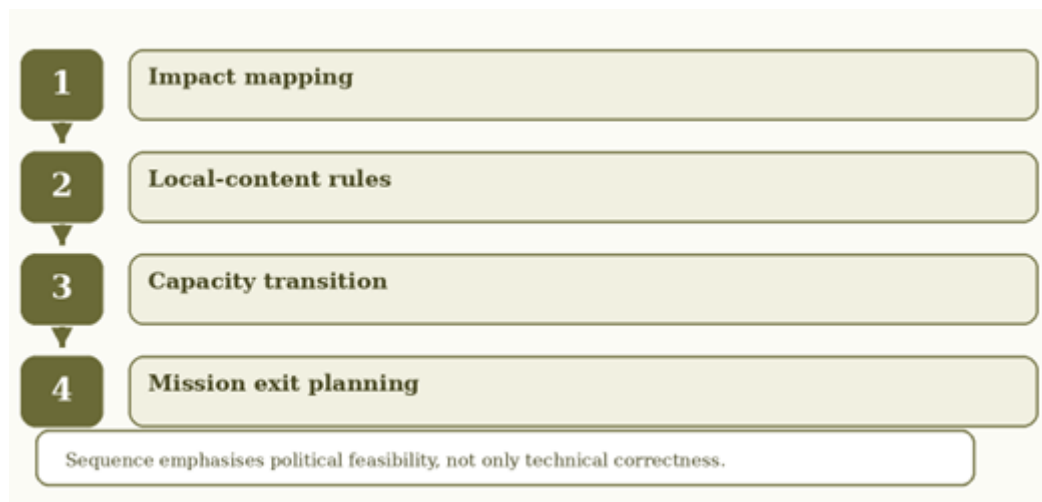 1
Impact mapping
2
Local-content rules
3
Capacity transition
4
Mission exit planning
Sequence emphasises political feasibility, not only technical correctness.